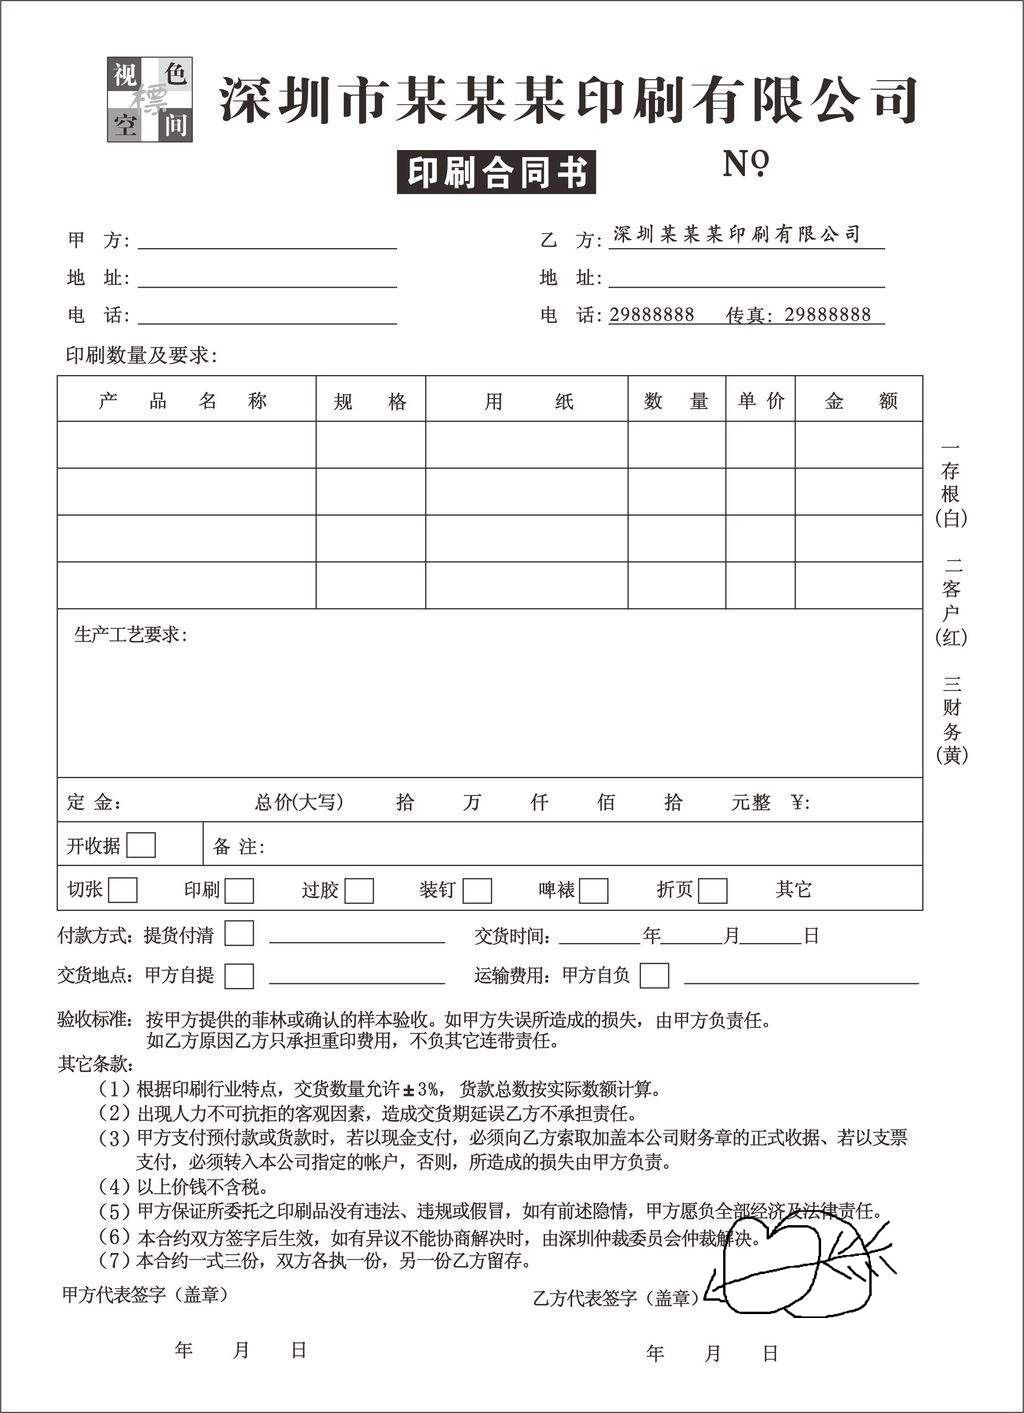 视 色
標
空 间
深圳市某某某印刷有限公司
印刷合同书
No.
甲 方:
乙 方: 深圳某某某印刷有限公司
地 址:
地 址:
电 话:
电 话: 29888888 传真: 29888888
印刷数量及要求:
产 品 名 称 规 格 用 纸 数 量 单 价 金 额
一存根(白) 二客户(红) 三财务(黄)
生产工艺要求:
定 金: 总价(大写) 拾 万 仟 佰 拾 元整 ¥:
开收据 备 注:
切张 印刷 过胶 装钉 啤裱 折页 其它
付款方式: 提货付清 交货时间: 年 月 日
交货地点: 甲方自提 运输费用: 甲方自负
验收标准: 按甲方提供的菲林或确认的样本验收。如甲方失误所造成的损失, 由甲方负责任。
如乙方原因乙方只承担重印费用, 不负其它连带责任。
其它条款:
(1) 根据印刷行业特点, 交货数量允许±3%, 货款总数按实际数额计算。
(2) 出现人力不可抗拒的客观因素, 造成交货期延误乙方不承担责任。
(3) 甲方支付预付款或货款时, 若以现金支付, 必须向乙方索取加盖本公司财务章的正式收据、若以支票
支付, 必须转入本公司指定的帐户, 否则, 所造成的损失由甲方负责。
(4) 以上价钱不含税。
(5) 甲方保证所委托之印刷品没有违法、违规或假冒, 如有前述隐情, 甲方愿负全部经济及法律责任。
(6) 本合约双方签字后生效, 如有异议不能协商解决时, 由深圳仲裁委员会仲裁解决。
(7) 本合约一式三份, 双方各执一份, 另一份乙方留存。
甲方代表签字（盖章）
乙方代表签字（盖章）
年 月 日
年 月 日